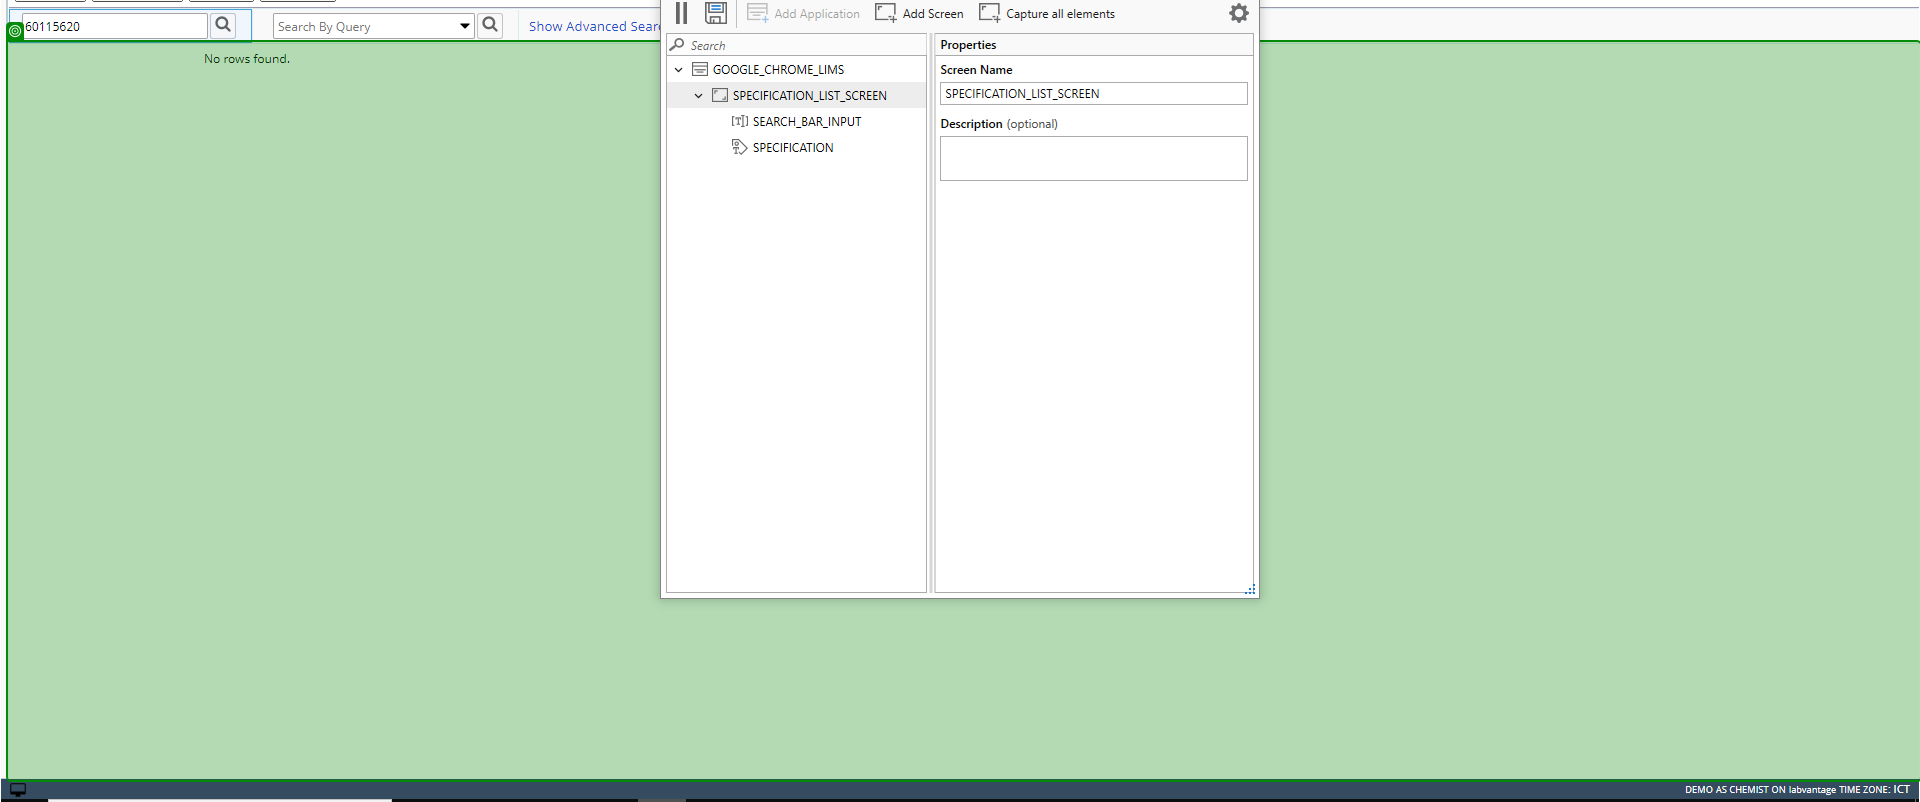 60115620
Search By Query
Show Advanced Sear
No rows found.
Add Application
Add Screen
Capture all elements
Search
GOOGLE_CHROME_LIMS
SPECIFICATION_LIST_SCREEN
SEARCH_BAR_INPUT
SPECIFICATION
Properties
Screen Name
SPECIFICATION_LIST_SCREEN
Description (optional)
DEMO AS CHEMIST ON labvantage TIME ZONE: ICT